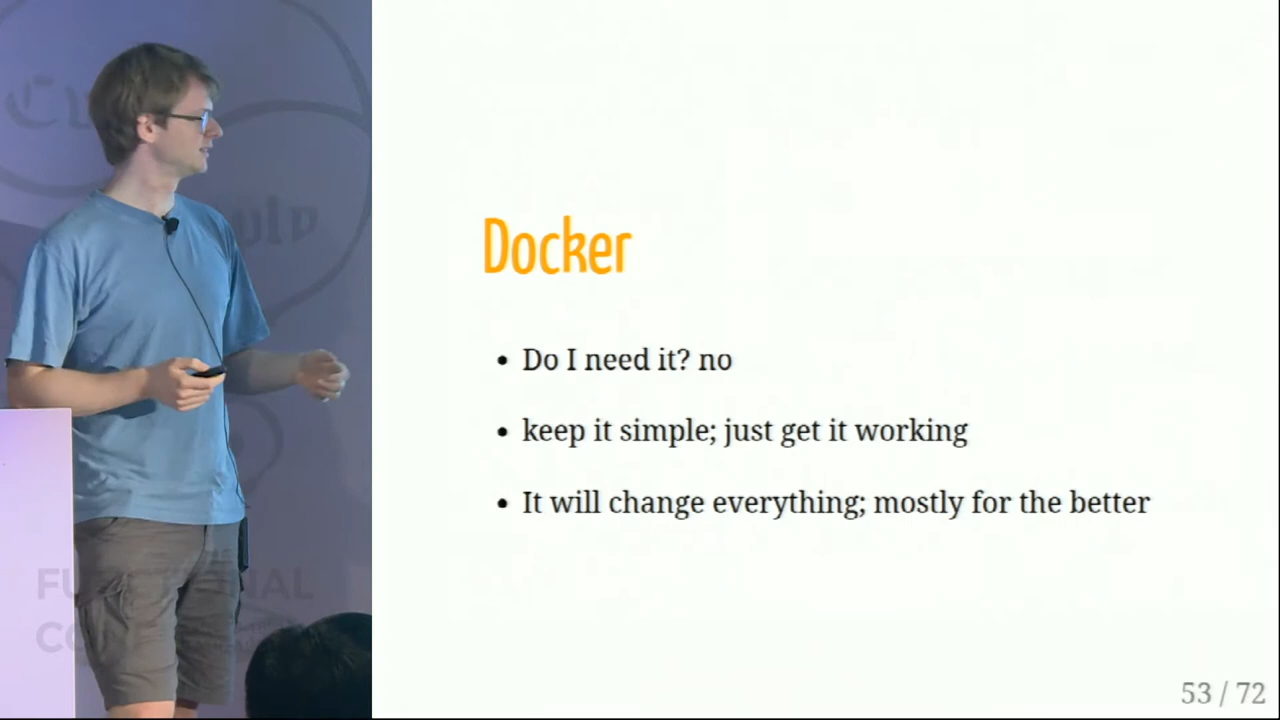 Docker
Do I need it? no
keep it simple; just get it working
It will change everything; mostly for the better
53 / 72